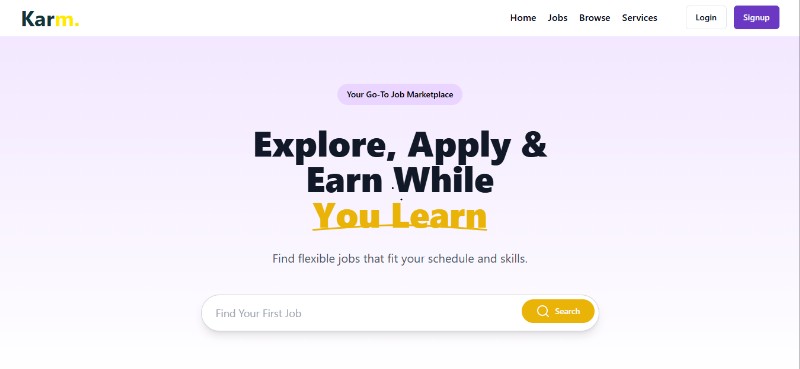 Karm.
Home Jobs Browse Services Login Signup
Your Go-To Job Marketplace
Explore, Apply &
Earn While
You Learn
Find flexible jobs that fit your schedule and skills.
Find Your First Job Search